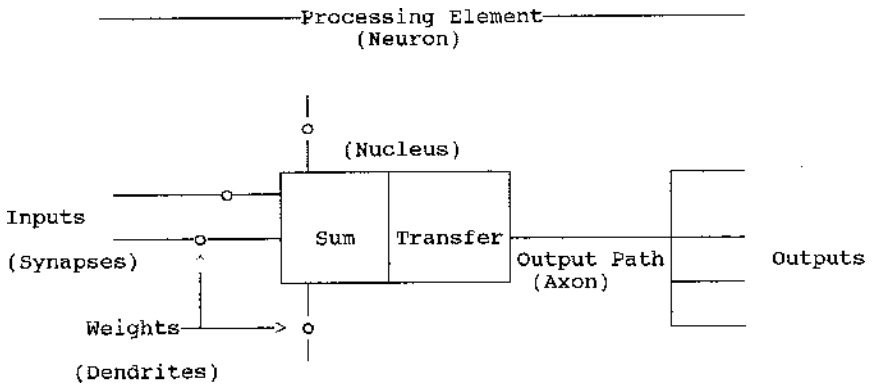 Processing Element
(Neuron)
(Nucleus)
Inputs
(Synapses)
Sum
Transfer
Output Path
(Axon)
Outputs
Weights
(Dendrites)